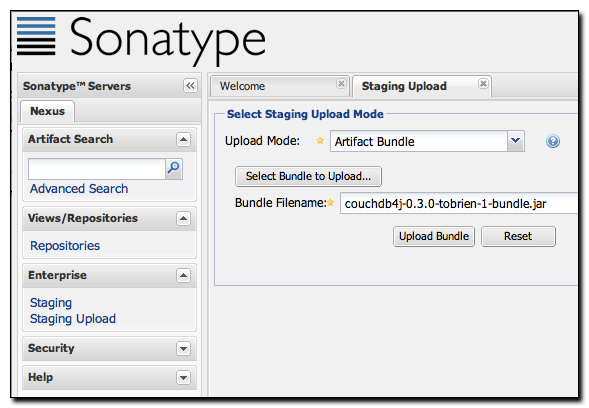 Sonatype
Sonatype™ Servers
Nexus
Artifact Search
Advanced Search
Views/Repositories
Repositories
Enterprise
Staging
Staging Upload
Security
Help
Welcome
Staging Upload
Select Staging Upload Mode
Upload Mode: Artifact Bundle
Select Bundle to Upload...
Bundle Filename: couchdb4j-0.3.0-tobrien-1-bundle.jar
Upload Bundle Reset